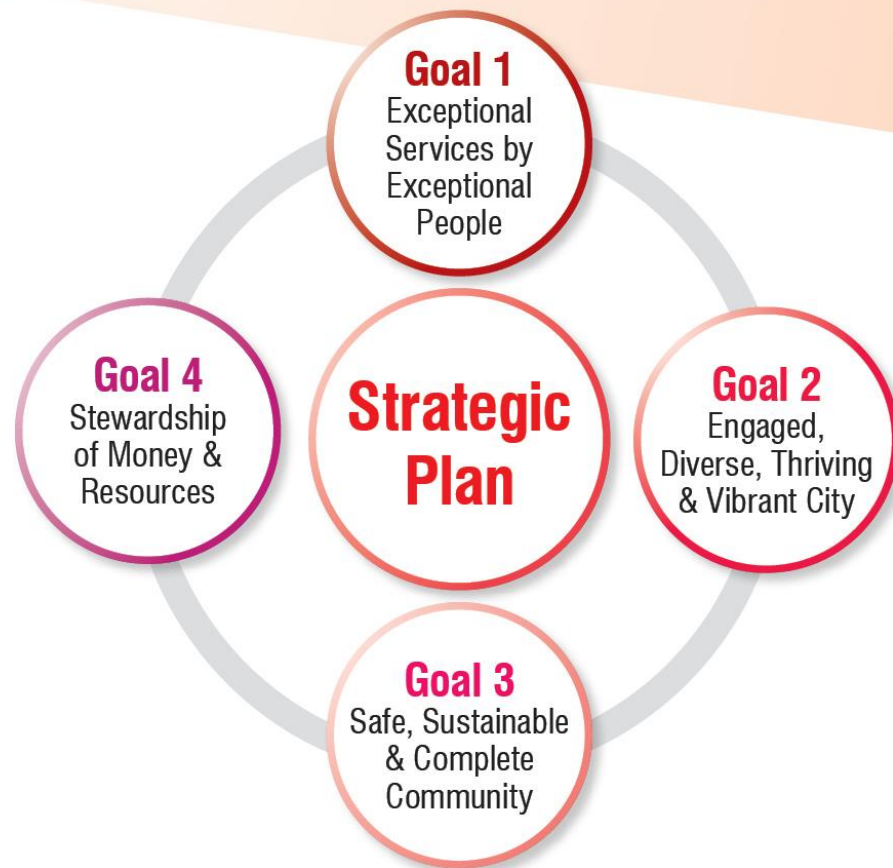 Goal 1
Exceptional
Services by
Exceptional
People
Goal 4
Stewardship
of Money &
Resources
Strategic
Plan
Goal 2
Engaged,
Diverse, Thriving
& Vibrant City
Goal 3
Safe, Sustainable
& Complete
Community